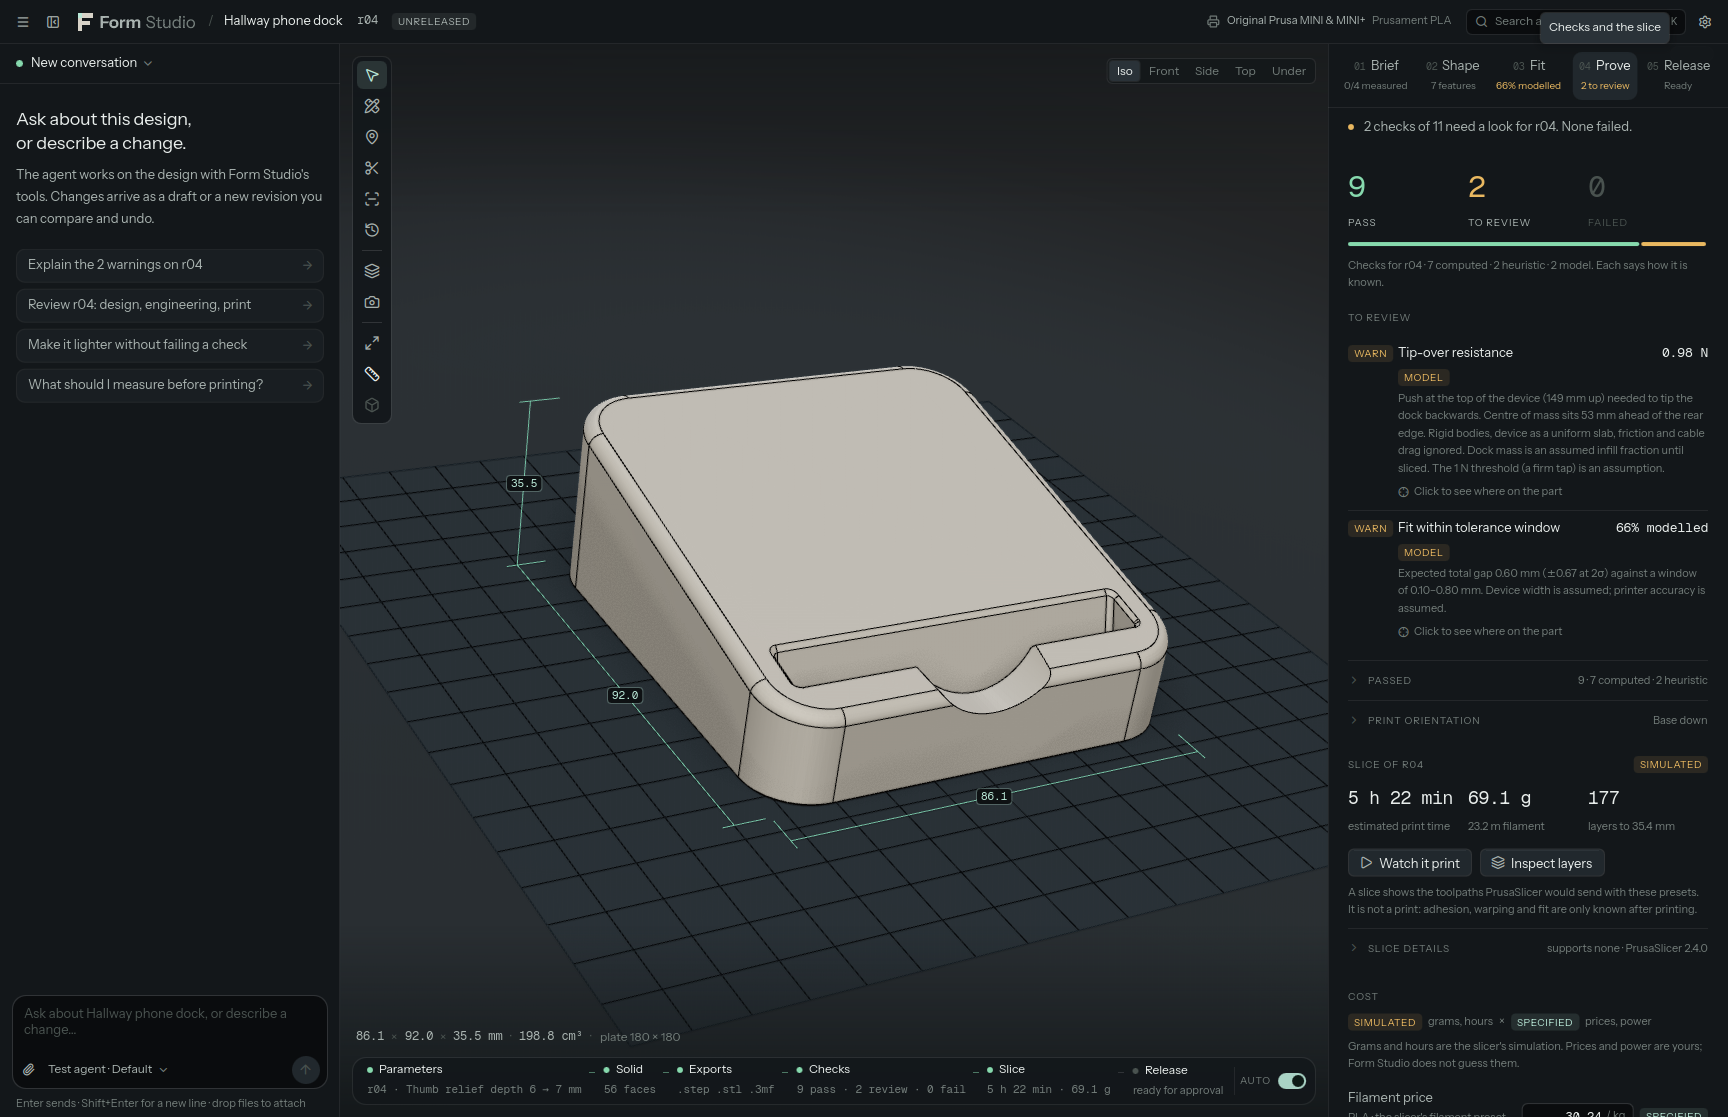 Form Studio / Hallway phone dock r04 UNRELEASED
Original Prusa MINI & MINI+ Prusament PLA
Search a
K
Checks and the slice
New conversation
Ask about this design,
or describe a change.
The agent works on the design with Form Studio's
tools. Changes arrive as a draft or a new revision you
can compare and undo.
Explain the 2 warnings on r04
Review r04: design, engineering, print
Make it lighter without failing a check
What should I measure before printing?
Ask about Hallway phone dock, or describe a
change...
Test agent · Default
Enter sends · Shift+Enter for a new line · drop files to attach
Iso Front Side Top Under
35.5
92.0
86.1
86.1 × 92.0 × 35.5 mm · 198.8 cm³ · plate 180 × 180
Parameters
r04 · Thumb relief depth 6 → 7 mm
Solid
56 faces
Exports
.step .stl .3mf
Checks
9 pass · 2 review · 0 fail
Slice
5 h 22 min · 69.1 g
Release
ready for approval
AUTO
01 Brief
0/4 measured
02 Shape
7 features
03 Fit
66% modelled
04 Prove
2 to review
05 Release
Ready
2 checks of 11 need a look for r04. None failed.
9 2 0
PASS TO REVIEW FAILED
Checks for r04 · 7 computed · 2 heuristic · 2 model. Each says how it is
known.
TO REVIEW
WARN Tip-over resistance 0.98 N
MODEL
Push at the top of the device (149 mm up) needed to tip the
dock backwards. Centre of mass sits 53 mm ahead of the rear
edge. Rigid bodies, device as a uniform slab, friction and cable
drag ignored. Dock mass is an assumed infill fraction until
sliced. The 1 N threshold (a firm tap) is an assumption.
Click to see where on the part
WARN Fit within tolerance window 66% modelled
MODEL
Expected total gap 0.60 mm (±0.67 at 2σ) against a window
of 0.10–0.80 mm. Device width is assumed; printer accuracy is
assumed.
Click to see where on the part
PASSED 9 · 7 computed · 2 heuristic
PRINT ORIENTATION Base down
SLICE OF R04 SIMULATED
5 h 22 min 69.1 g 177
estimated print time 23.2 m filament layers to 35.4 mm
Watch it print Inspect layers
A slice shows the toolpaths PrusaSlicer would send with these presets.
It is not a print: adhesion, warping and fit are only known after printing.
SLICE DETAILS supports none · PrusaSlicer 2.4.0
COST
SIMULATED grams, hours × SPECIFIED prices, power
Grams and hours are the slicer's simulation. Prices and power are yours;
Form Studio does not guess them.
Filament price
PLA · the slicer's filament preset 30.24 / kg SPECIFIED